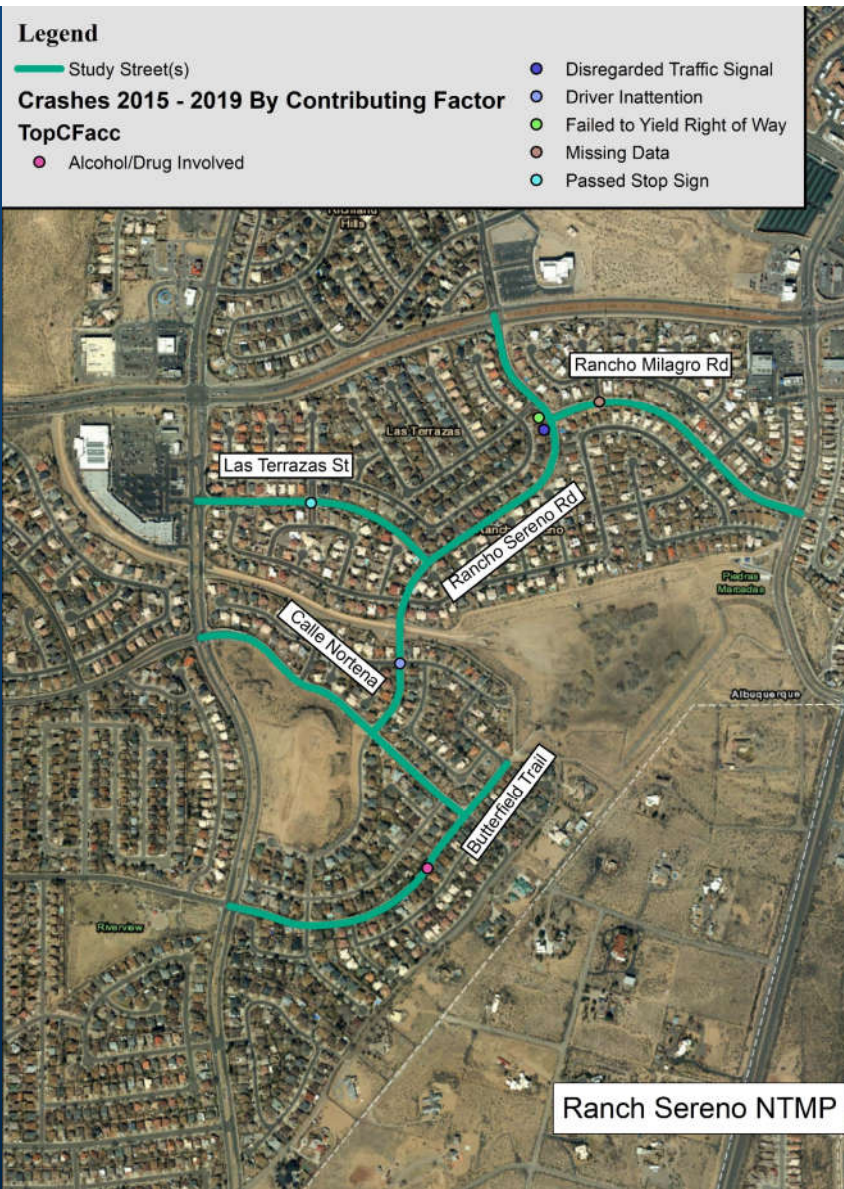 Legend
Study Street(s)
Crashes 2015 - 2019 By Contributing Factor
TopCFacc
Alcohol/Drug Involved
Disregarded Traffic Signal
Driver Inattention
Failed to Yield Right of Way
Missing Data
Passed Stop Sign
Richland
Hills
Rancho Milagro Rd
Las Terrazas
Las Terrazas St
Rancho Sereno Rd
Piedras
Marcadas
Calle Nortena
Albuquerque
Butterfield Trail
Riverview
Ranch Sereno NTMP